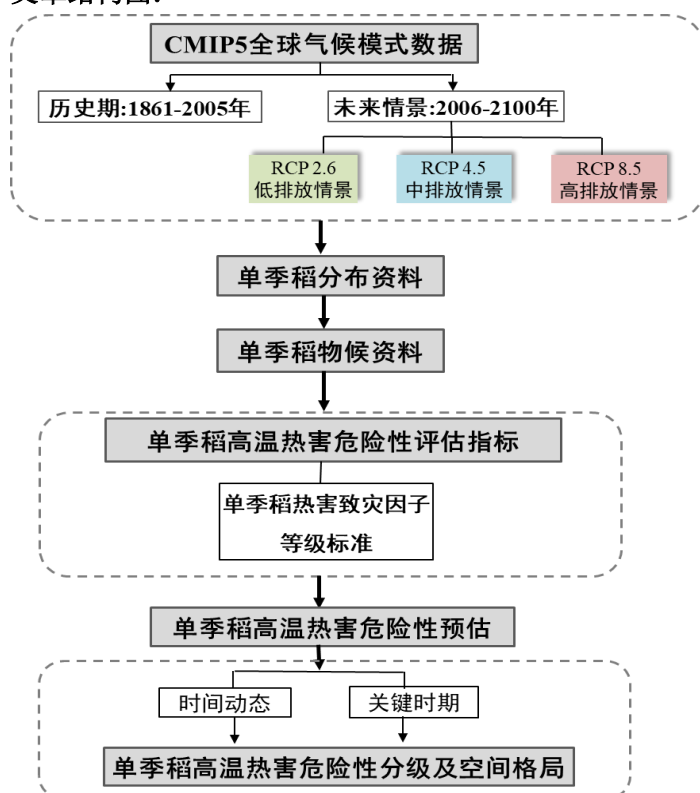 CMIP5全球气候模式数据
历史期:1861-2005年
未来情景:2006-2100年
RCP 2.6
低排放情景
RCP 4.5
中排放情景
RCP 8.5
高排放情景
单季稻分布资料
单季稻物候资料
单季稻高温热害危险性评估指标
单季稻热害致灾因子
等级标准
单季稻高温热害危险性预估
时间动态
关键时期
单季稻高温热害危险性分级及空间格局